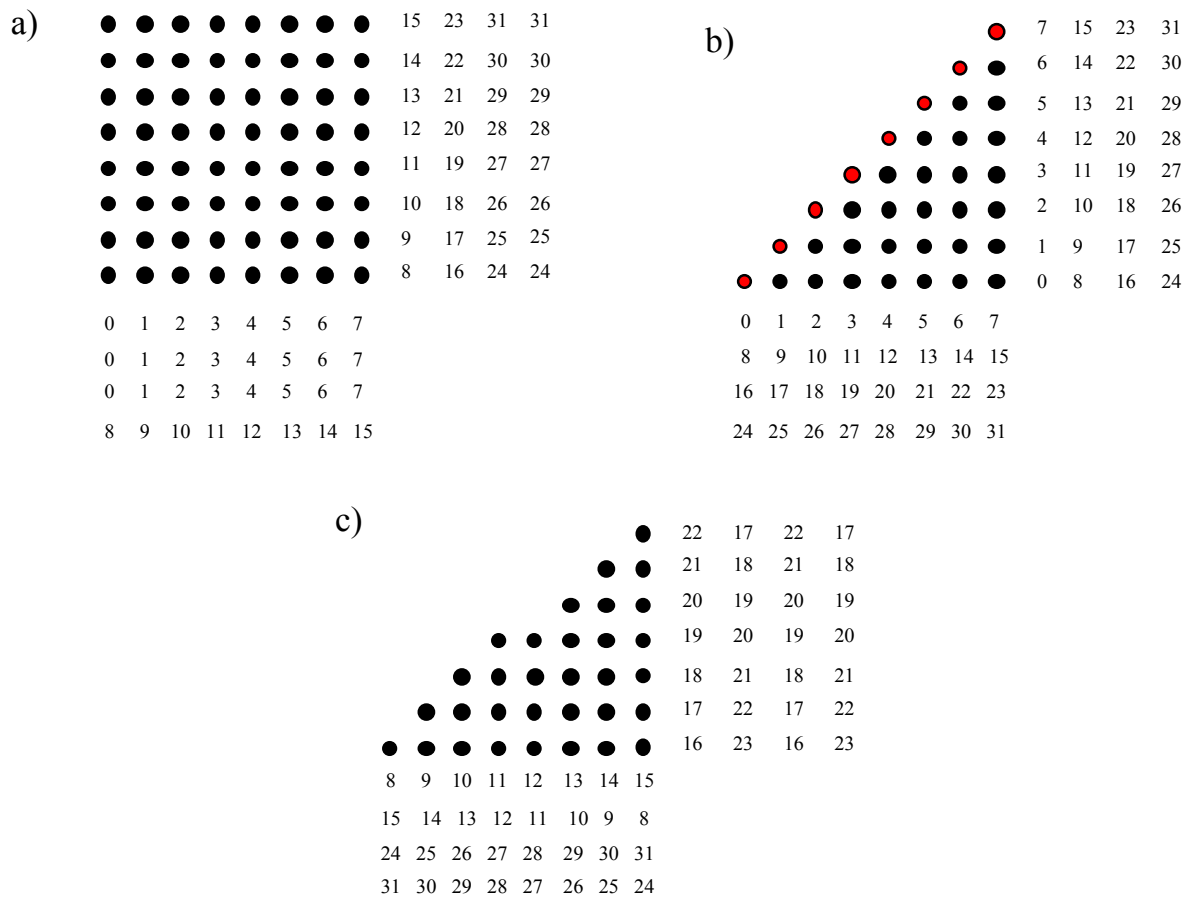 a)
15 23 31 31
14 22 30 30
13 21 29 29
12 20 28 28
11 19 27 27
10 18 26 26
9 17 25 25
8 16 24 24
0 1 2 3 4 5 6 7
0 1 2 3 4 5 6 7
0 1 2 3 4 5 6 7
8 9 10 11 12 13 14 15
b)
7 15 23 31
6 14 22 30
5 13 21 29
4 12 20 28
3 11 19 27
2 10 18 26
1 9 17 25
0 8 16 24
0 1 2 3 4 5 6 7
8 9 10 11 12 13 14 15
16 17 18 19 20 21 22 23
24 25 26 27 28 29 30 31
c)
22 17 22 17
21 18 21 18
20 19 20 19
19 20 19 20
18 21 18 21
17 22 17 22
16 23 16 23
8 9 10 11 12 13 14 15
15 14 13 12 11 10 9 8
24 25 26 27 28 29 30 31
31 30 29 28 27 26 25 24